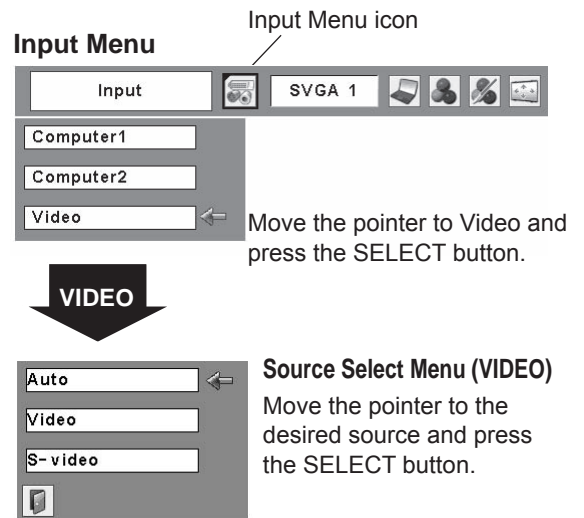 Input Menu icon
Input Menu
Input
SVGA 1
Computer1
Computer2
Video
Move the pointer to Video and
press the SELECT button.
VIDEO
Auto
Video
S-video
Source Select Menu (VIDEO)
Move the pointer to the
desired source and press
the SELECT button.